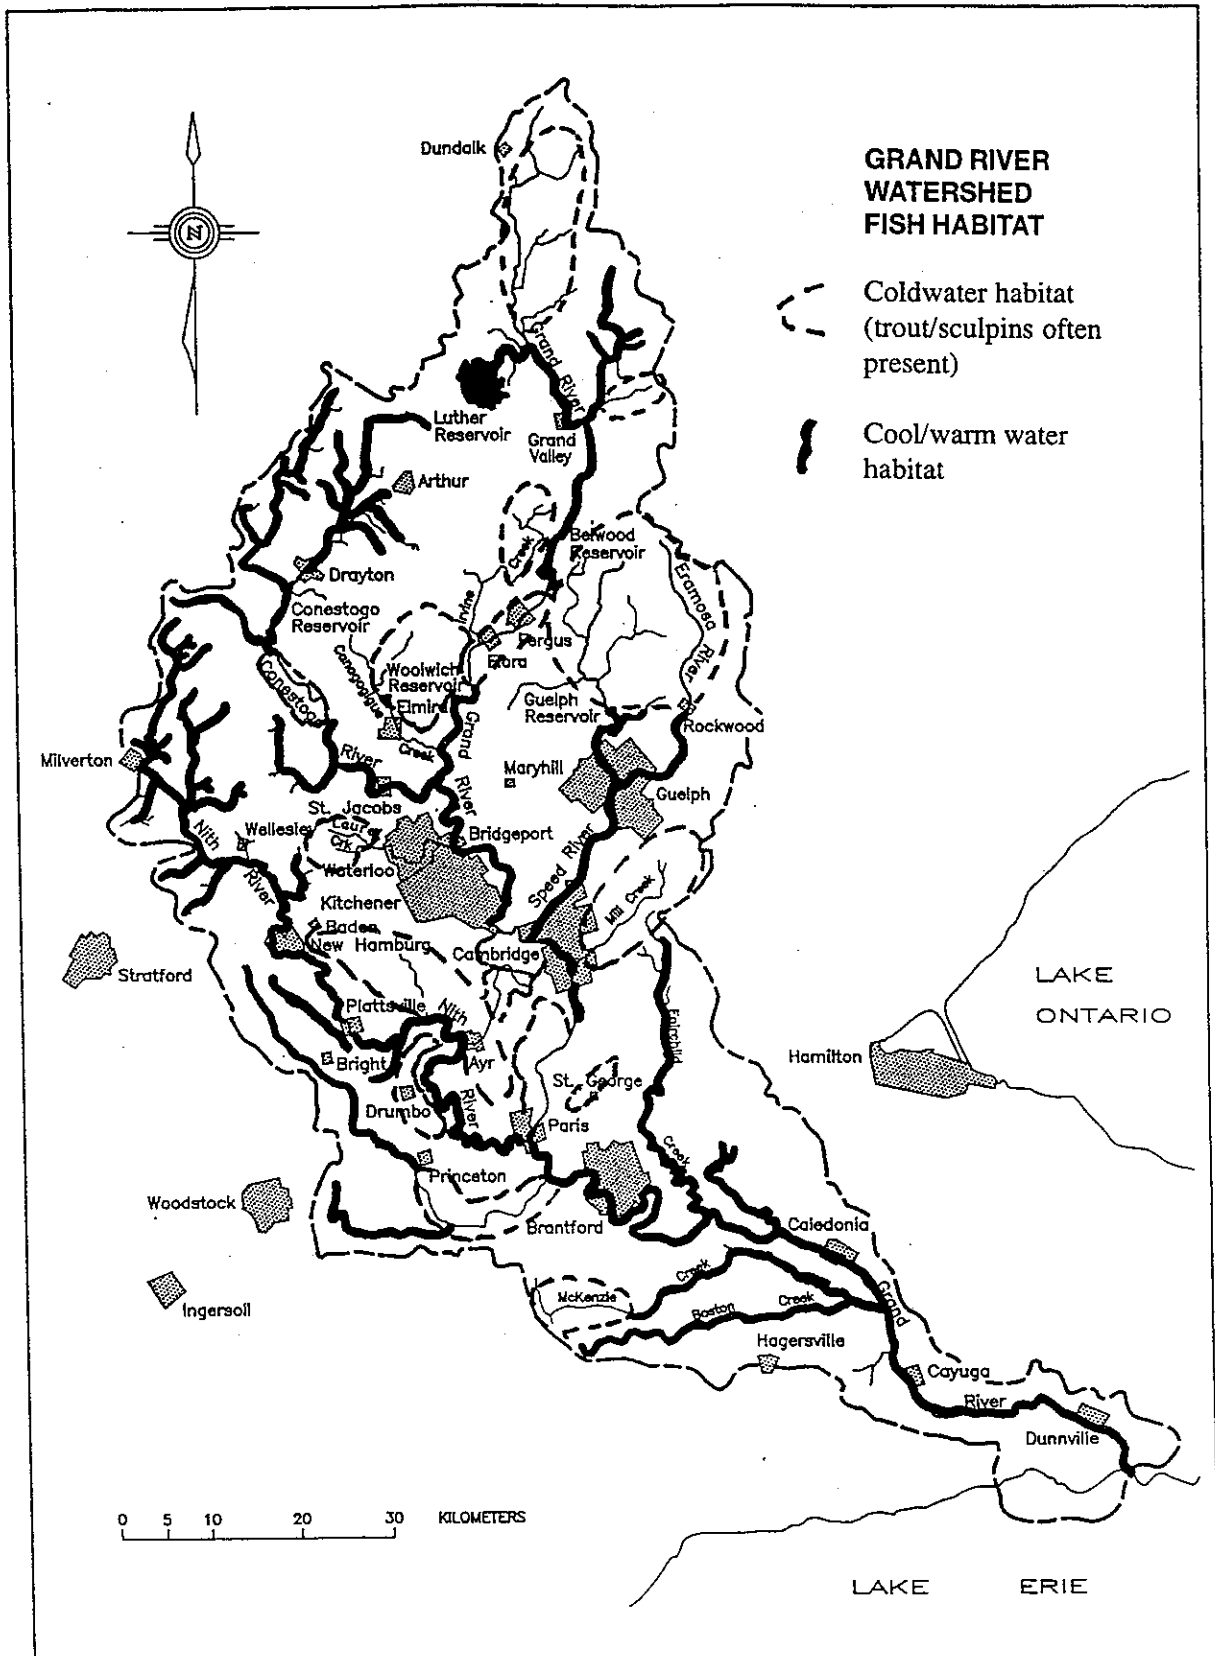 GRAND RIVER
WATERSHED
FISH HABITAT
Coldwater habitat
(trout/sculpins often
present)
Cool/warm water
habitat
N
Dundalk
Grand River
Luther
Reservoir
Grand
Valley
Arthur
Belwood
Reservoir
Creek
Irvine
Drayton
Conestogo
Reservoir
Eramosa
River
Fergus
Elora
Canagagigue
Woolwich
Reservoir
Conestogo
Elmira
Grand
Guelph
Reservoir
Rockwood
Creek
Milverton
River
River
Maryhill
Guelph
St. Jacobs
Nith
Wellesley
Laurel
Crk.
Bridgeport
Speed River
River
Waterloo
Kitchener
Mill Creek
Baden
New Hamburg
Cambridge
Stratford
LAKE
ONTARIO
Plattsville
Nith
Fairchild
Hamilton
Bright
Ayr
St. George
Drumbo
River
Paris
Creek
Princeton
Woodstock
Brantford
Caledonia
Creek
McKenzie
Grand
Ingersoll
Boston
Creek
Hagersville
Cayuga
River
Dunnville
0 5 10 20 30 KILOMETERS
LAKE ERIE